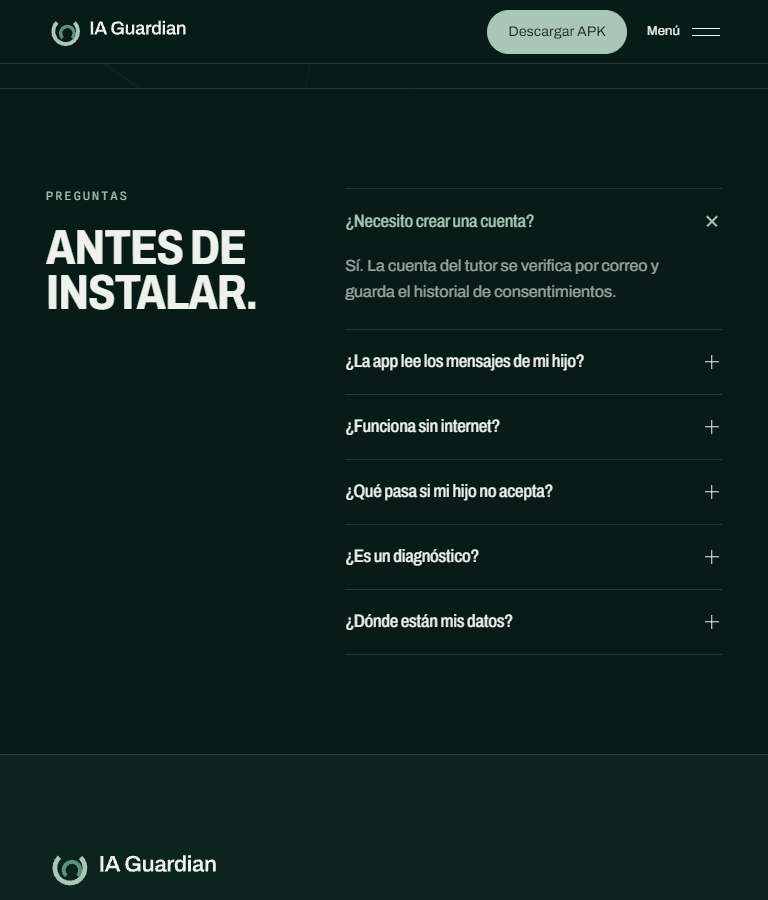 IA Guardian
Descargar APK
Menú
PREGUNTAS
ANTES DE
INSTALAR.
¿Necesito crear una cuenta?
Sí. La cuenta del tutor se verifica por correo y
guarda el historial de consentimientos.
¿La app lee los mensajes de mi hijo?
¿Funciona sin internet?
¿Qué pasa si mi hijo no acepta?
¿Es un diagnóstico?
¿Dónde están mis datos?
IA Guardian